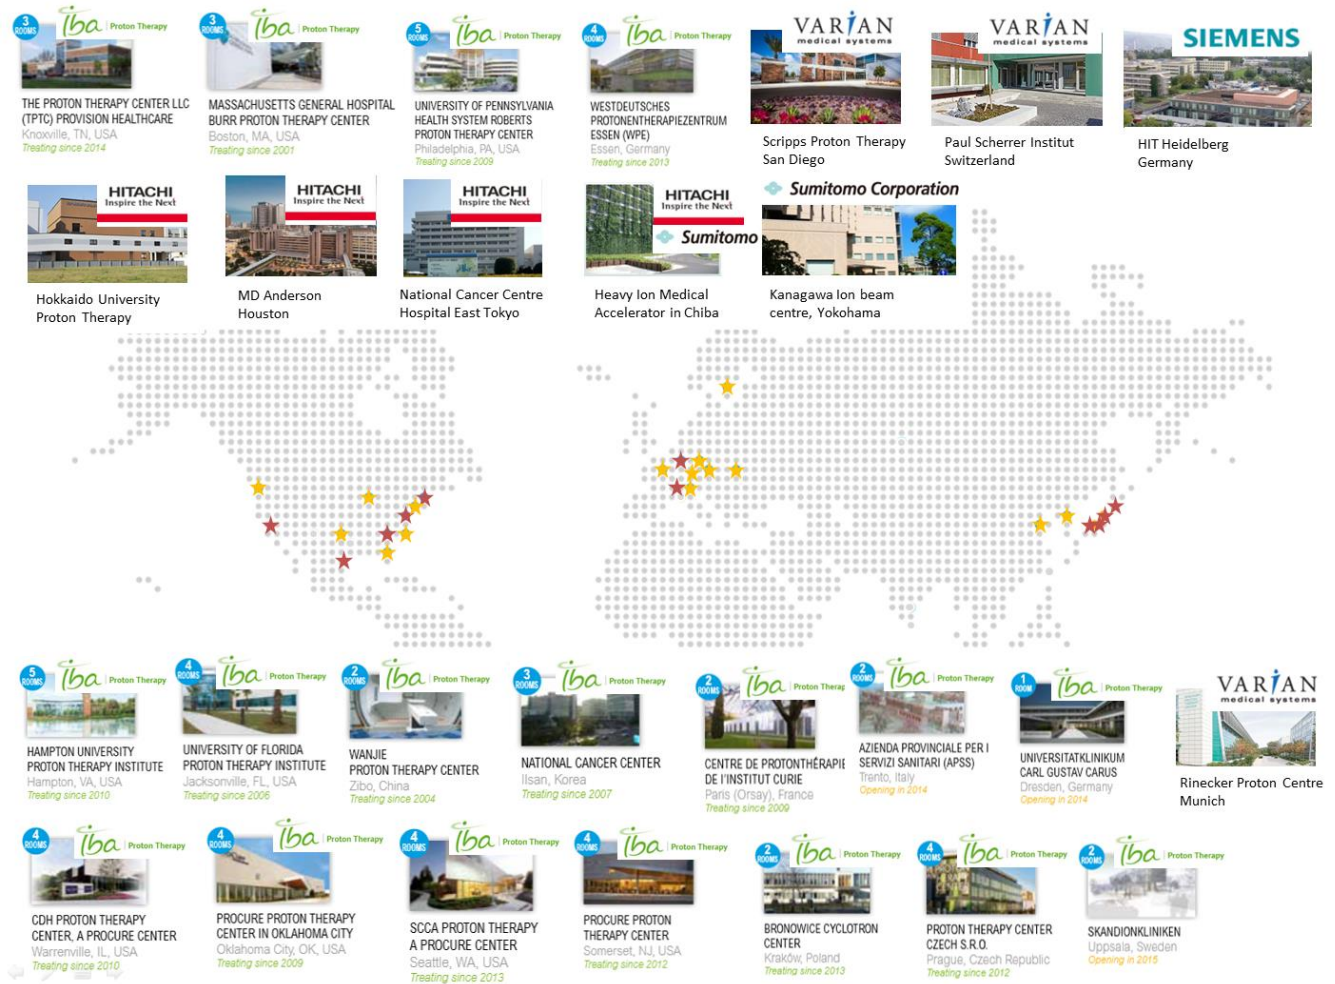 3
ROOMS
iba | Proton Therapy
THE PROTON THERAPY CENTER LLC
(TPTC) PROVISION HEALTHCARE
Knoxville, TN, USA
Treating since 2014
3
ROOMS
iba | Proton Therapy
MASSACHUSETTS GENERAL HOSPITAL
BURR PROTON THERAPY CENTER
Boston, MA, USA
Treating since 2001
5
ROOMS
iba | Proton Therapy
UNIVERSITY OF PENNSYLVANIA
HEALTH SYSTEM ROBERTS
PROTON THERAPY CENTER
Philadelphia, PA, USA
Treating since 2009
4
ROOMS
iba | Proton Therapy
WESTDEUTSCHES
PROTONENTHERAPIEZENTRUM
ESSEN (WPE)
Essen, Germany
Treating since 2013
VARIAN
medical systems
Scripps Proton Therapy
San Diego
VARIAN
medical systems
Paul Scherrer Institut
Switzerland
SIEMENS
HIT Heidelberg
Germany
HITACHI
Inspire the Next
Hokkaido University
Proton Therapy
HITACHI
Inspire the Next
MD Anderson
Houston
HITACHI
Inspire the Next
National Cancer Centre
Hospital East Tokyo
HITACHI
Inspire the Next
Sumitomo
Heavy Ion Medical
Accelerator in Chiba
Sumitomo Corporation
Kanagawa Ion beam
centre, Yokohama
5
ROOMS
iba | Proton Therapy
HAMPTON UNIVERSITY
PROTON THERAPY INSTITUTE
Hampton, VA, USA
Treating since 2010
4
ROOMS
iba | Proton Therapy
UNIVERSITY OF FLORIDA
PROTON THERAPY INSTITUTE
Jacksonville, FL, USA
Treating since 2006
2
ROOMS
iba | Proton Therapy
WANJIE
PROTON THERAPY CENTER
Zibo, China
Treating since 2004
3
ROOMS
iba | Proton Therapy
NATIONAL CANCER CENTER
Ilsan, Korea
Treating since 2007
2
ROOMS
iba | Proton Therap
CENTRE DE PROTONTHÉRAPIE
DE l'INSTITUT CURIE
Paris (Orsay), France
Treating since 2009
2
ROOMS
iba | Proton Therapy
AZIENDA PROVINCIALE PER I
SERVIZI SANITARI (APSS)
Trento, Italy
Opening in 2014
1
ROOM
iba | Proton Therapy
UNIVERSITATKLINIKUM
CARL GUSTAV CARUS
Dresden, Germany
Opening in 2014
VARIAN
medical systems
Rinecker Proton Centre
Munich
4
ROOMS
iba | Proton Therapy
CDH PROTON THERAPY
CENTER, A PROCURE CENTER
Warrenville, IL, USA
Treating since 2010
4
ROOMS
iba | Proton Therapy
PROCURE PROTON THERAPY
CENTER IN OKLAHOMA CITY
Oklahoma City, OK, USA
Treating since 2009
4
ROOMS
iba | Proton Therapy
SCCA PROTON THERAPY
A PROCURE CENTER
Seattle, WA, USA
Treating since 2013
4
ROOMS
iba | Proton Therapy
PROCURE PROTON
THERAPY CENTER
Somerset, NJ, USA
Treating since 2012
2
ROOMS
iba | Proton Therapy
BRONOWICE CYCLOTRON
CENTER
Kraków, Poland
Treating since 2013
4
ROOMS
iba | Proton Therapy
PROTON THERAPY CENTER
CZECH S.R.O.
Prague, Czech Republic
Treating since 2012
2
ROOMS
iba | Proton Therapy
SKANDIONKLINIKEN
Uppsala, Sweden
Opening in 2015